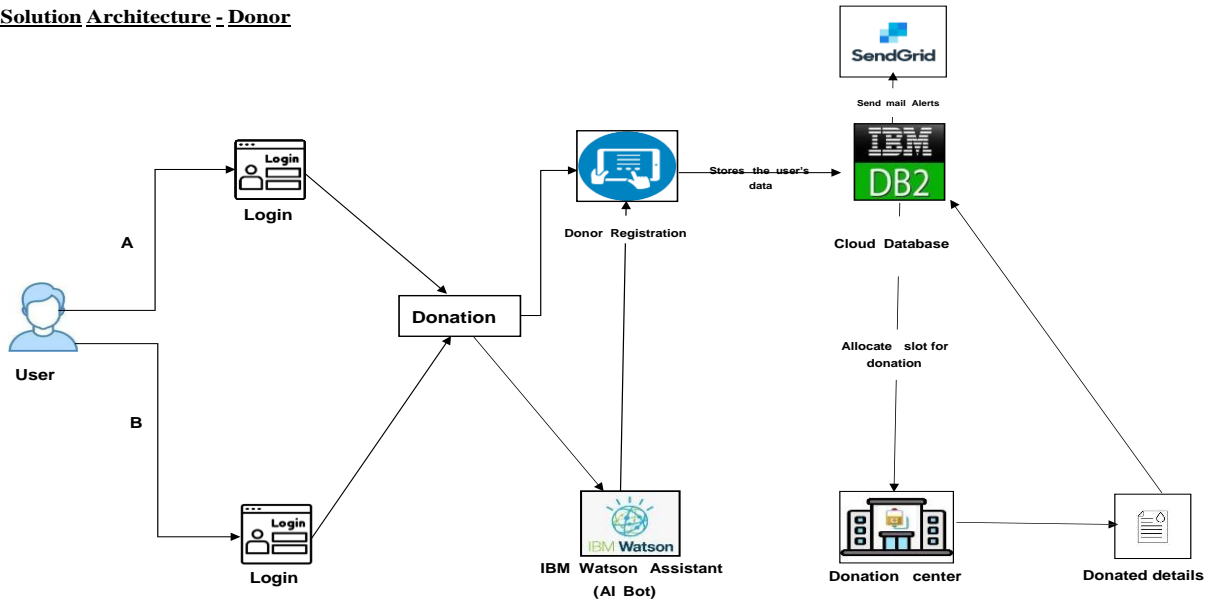 Solution Architecture - Donor
SendGrid
Send mail Alerts
IBM
DB2
Login
Login
Stores the user's
data
Donor Registration
Cloud Database
A
Donation
Allocate slot for
donation
User
B
Login
Login
IBM Watson
IBM Watson Assistant
(AI Bot)
Donation center
Donated details